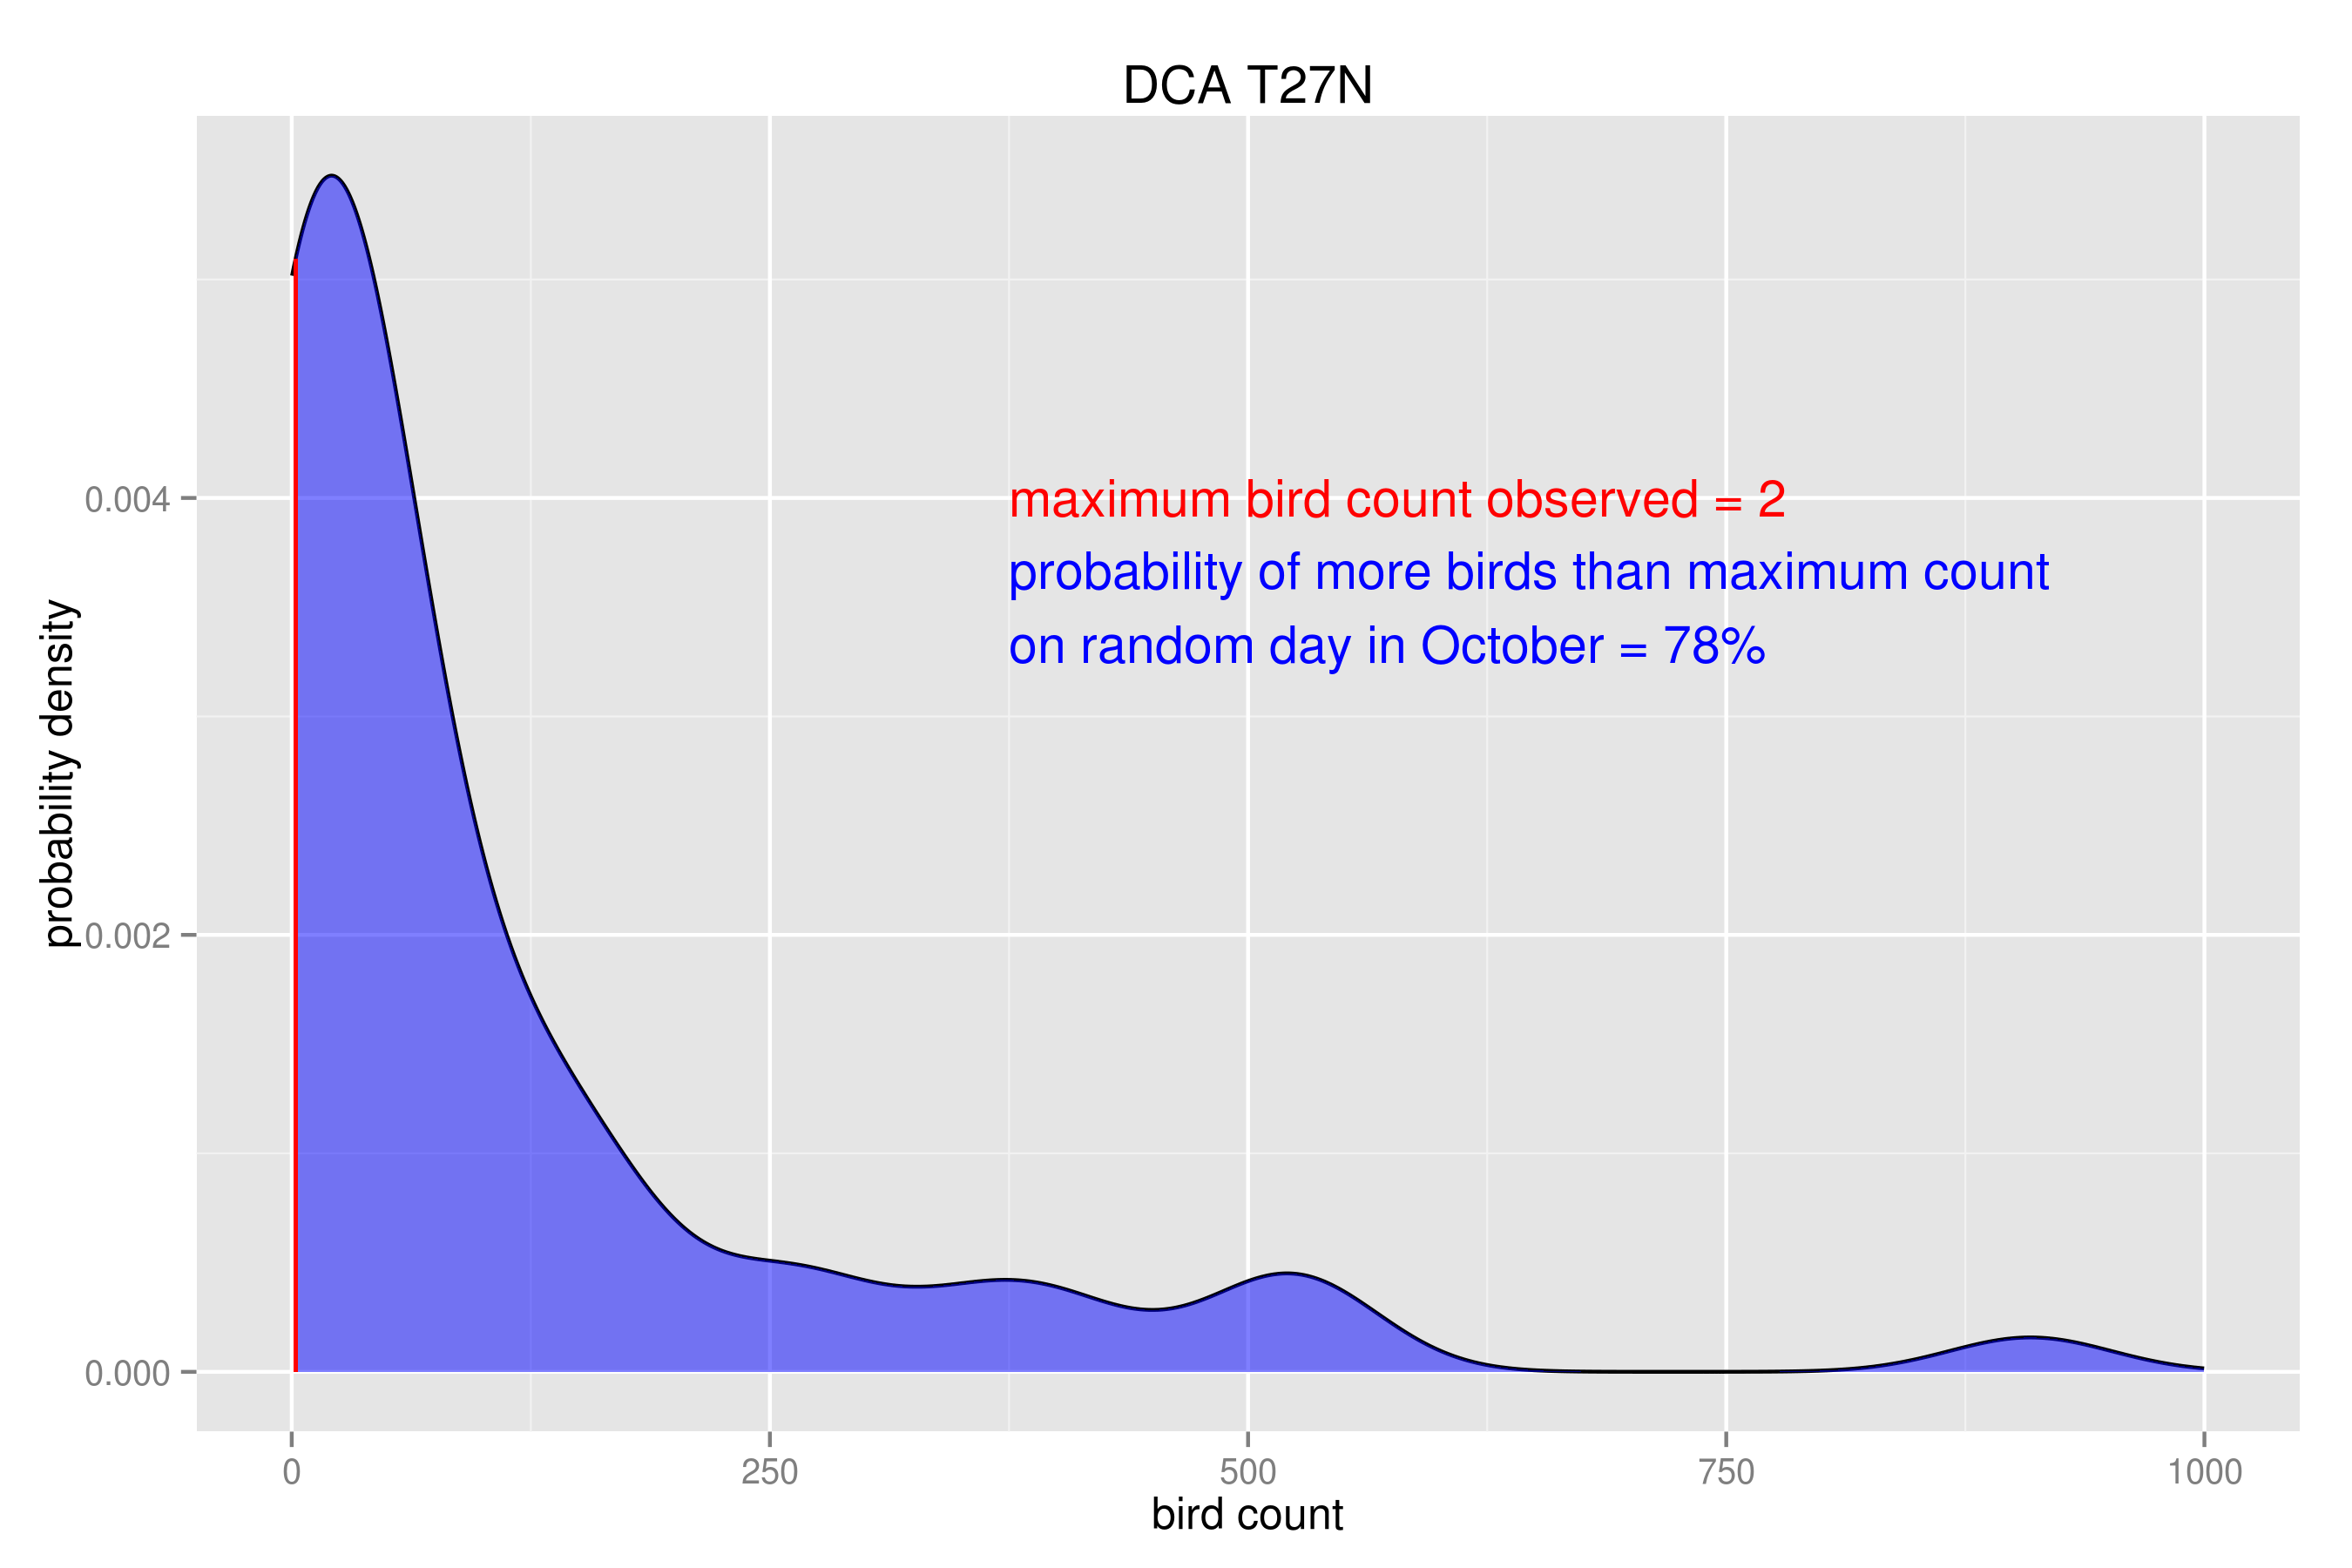 DCA T27N
probability density
0.004
0.002
0.000
maximum bird count observed = 2
probability of more birds than maximum count
on random day in October = 78%
0 250 500 750 1000
bird count